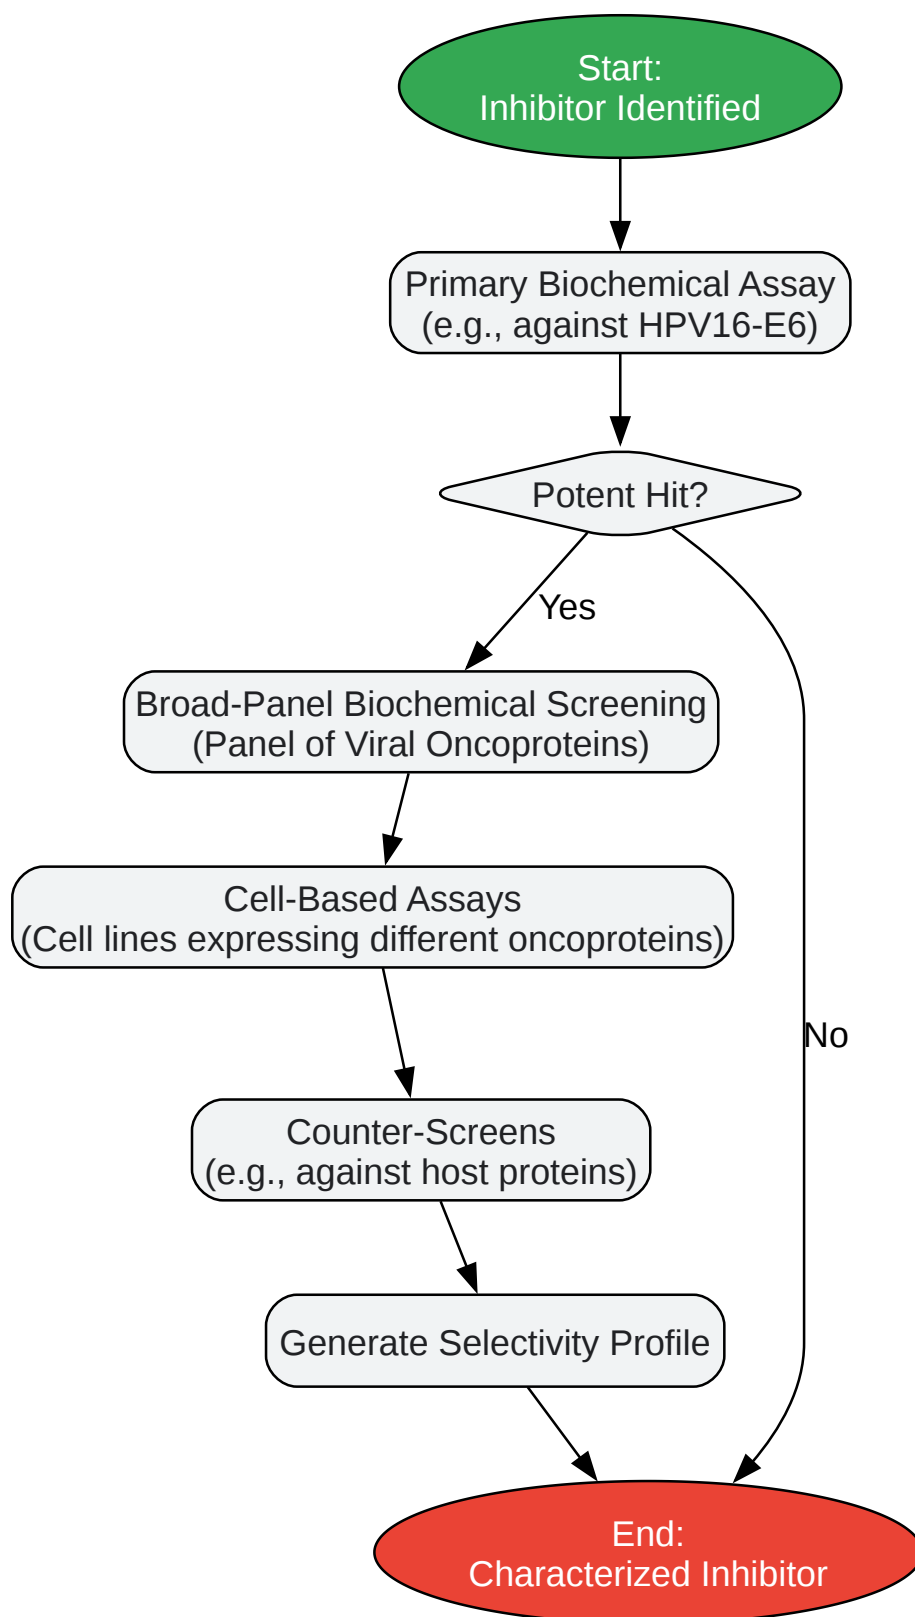 Start:
Inhibitor Identified
Primary Biochemical Assay
(e.g., against HPV16-E6)
Potent Hit?
Yes
Broad-Panel Biochemical Screening
(Panel of Viral Oncoproteins)
Cell-Based Assays
(Cell lines expressing different oncoproteins)
No
Counter-Screens
(e.g., against host proteins)
Generate Selectivity Profile
End:
Characterized Inhibitor